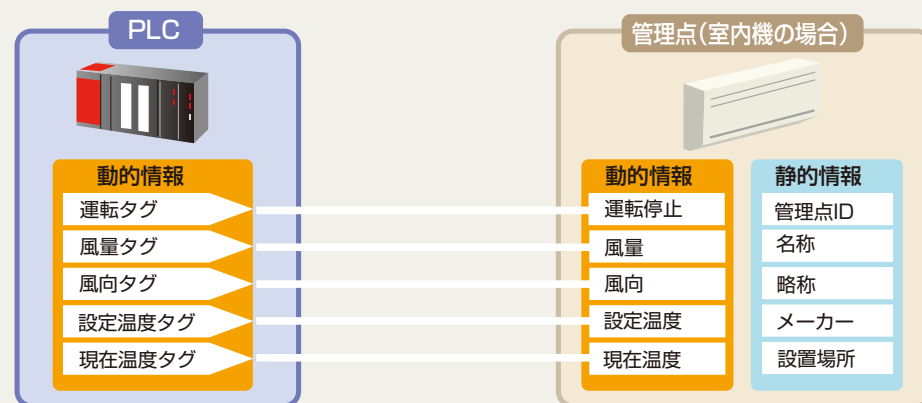 PLC
動的情報
運転タグ
風量タグ
風向タグ
設定温度タグ
現在温度タグ
管理点(室内機の場合)
動的情報
運転停止
風量
風向
設定温度
現在温度
静的情報
管理点ID
名称
略称
メーカー
設置場所